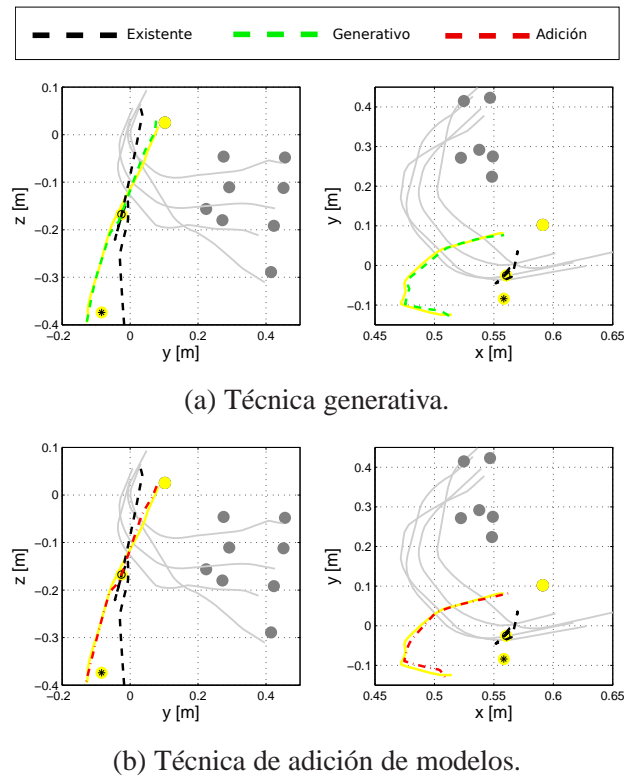 Existente Generativo Adición
0.1
0
−0.1
−0.2
−0.3
−0.4
z [m]
−0.2 0 0.2 0.4
y [m]
0.4
0.3
0.2
0.1
0
−0.1
y [m]
0.45 0.5 0.55 0.6 0.65
x [m]
(a) Técnica generativa.
0.1
0
−0.1
−0.2
−0.3
−0.4
z [m]
−0.2 0 0.2 0.4
y [m]
0.4
0.3
0.2
0.1
0
−0.1
y [m]
0.45 0.5 0.55 0.6 0.65
x [m]
(b) Técnica de adición de modelos.